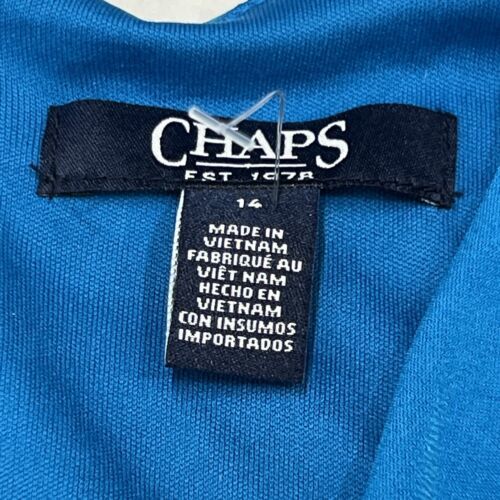 CHAPS
EST. 1978
14
MADE IN
VIETNAM
FABRIQUÉ AU
VIÊT NAM
HECHO EN
VIETNAM
CON INSUMOS
IMPORTADOS